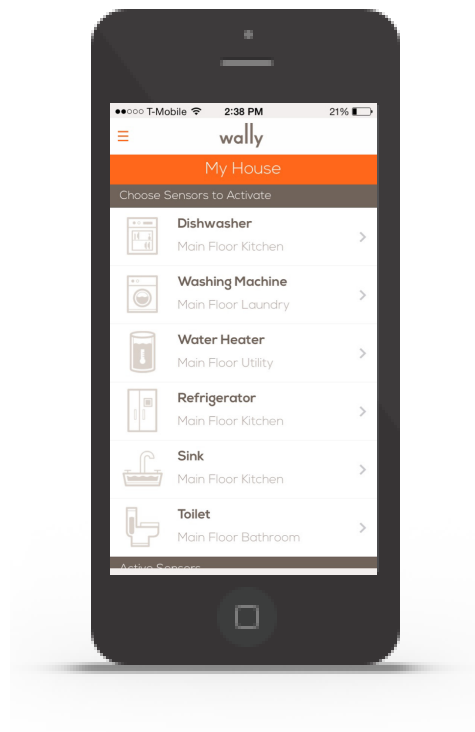 T-Mobile 2:38 PM 21%
wally
My House
Choose Sensors to Activate
Dishwasher
Main Floor Kitchen
Washing Machine
Main Floor Laundry
Water Heater
Main Floor Utility
Refrigerator
Main Floor Kitchen
Sink
Main Floor Kitchen
Toilet
Main Floor Bathroom
Active Sensors